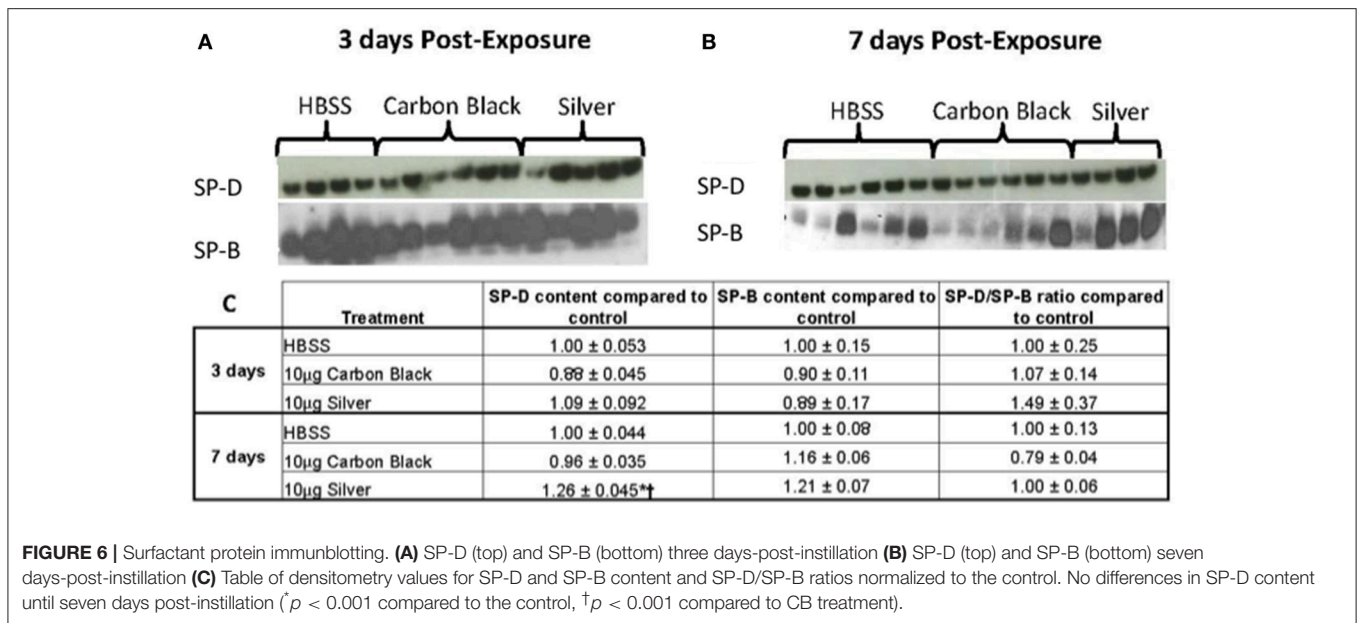 A 3 days Post-Exposure
B 7 days Post-Exposure
HBSS Carbon Black Silver
HBSS Carbon Black Silver
SP-D
SP-B
SP-D
SP-B
C
Treatment | SP-D content compared to control | SP-B content compared to control | SP-D/SP-B ratio compared to control
3 days
HBSS 1.00 ± 0.053 1.00 ± 0.15 1.00 ± 0.25
10µg Carbon Black 0.88 ± 0.045 0.90 ± 0.11 1.07 ± 0.14
10µg Silver 1.09 ± 0.092 0.89 ± 0.17 1.49 ± 0.37
7 days
HBSS 1.00 ± 0.044 1.00 ± 0.08 1.00 ± 0.13
10µg Carbon Black 0.96 ± 0.035 1.16 ± 0.06 0.79 ± 0.04
10µg Silver 1.26 ± 0.045*† 1.21 ± 0.07 1.00 ± 0.06
FIGURE 6 | Surfactant protein immunblotting. (A) SP-D (top) and SP-B (bottom) three days-post-instillation (B) SP-D (top) and SP-B (bottom) seven
days-post-instillation (C) Table of densitometry values for SP-D and SP-B content and SP-D/SP-B ratios normalized to the control. No differences in SP-D content
until seven days post-instillation (*p < 0.001 compared to the control, †p < 0.001 compared to CB treatment).